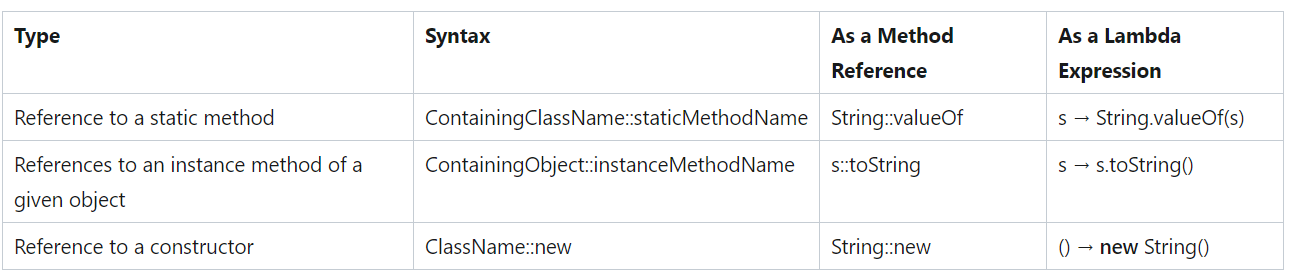 Type Syntax As a Method Reference As a Lambda Expression
Reference to a static method ContainingClassName::staticMethodName String::valueOf s → String.valueOf(s)
References to an instance method of a given object ContainingObject::instanceMethodName s::toString s → s.toString()
Reference to a constructor ClassName::new String::new () → new String()